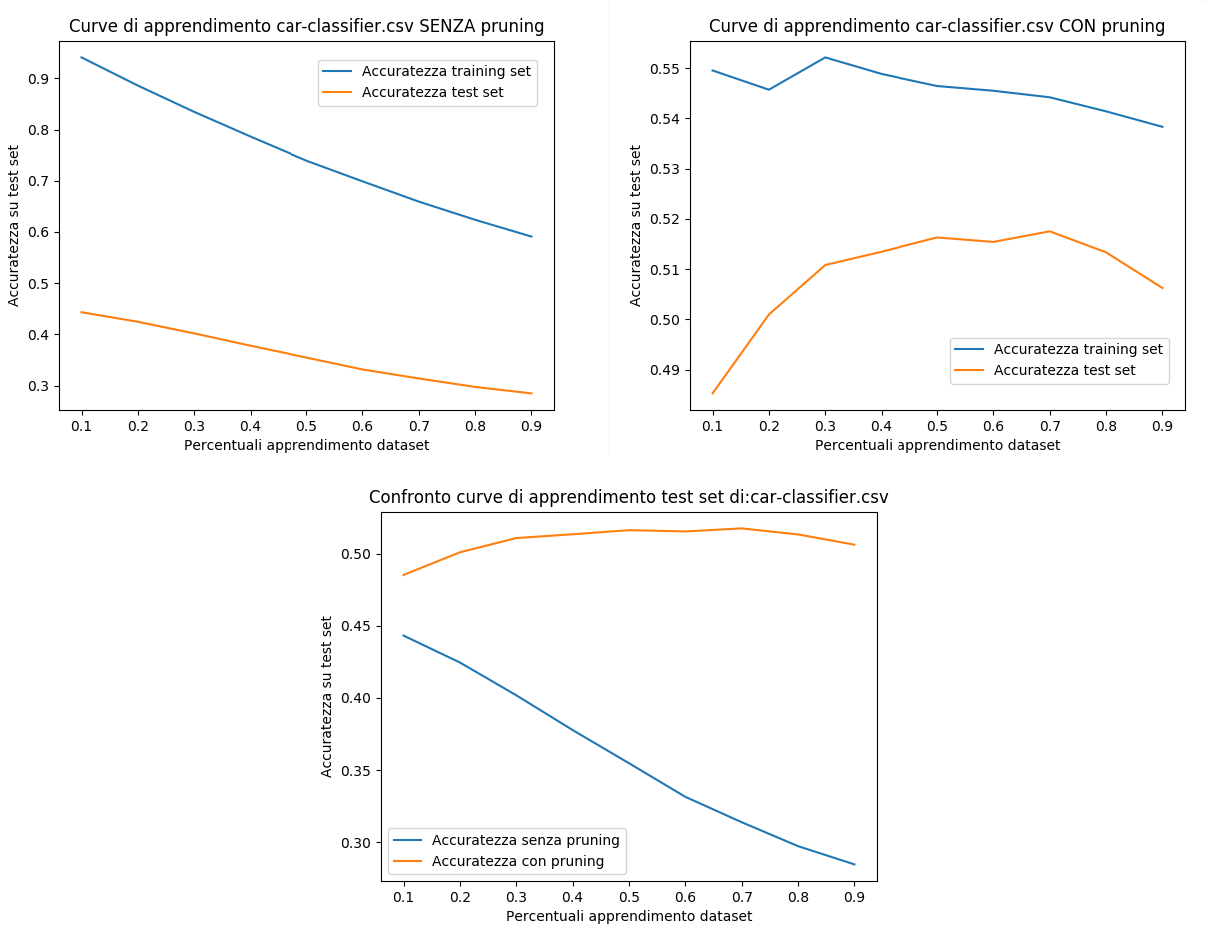 Curve di apprendimento car-classifier.csv SENZA pruning
Accuratezza su test set
0.9
0.8
0.7
0.6
0.5
0.4
0.3
Accuratezza training set
Accuratezza test set
0.1 0.2 0.3 0.4 0.5 0.6 0.7 0.8 0.9
Percentuali apprendimento dataset
Curve di apprendimento car-classifier.csv CON pruning
Accuratezza su test set
0.55
0.54
0.53
0.52
0.51
0.50
0.49
Accuratezza training set
Accuratezza test set
0.1 0.2 0.3 0.4 0.5 0.6 0.7 0.8 0.9
Percentuali apprendimento dataset
Confronto curve di apprendimento test set di:car-classifier.csv
Accuratezza su test set
0.50
0.45
0.40
0.35
0.30
Accuratezza senza pruning
Accuratezza con pruning
0.1 0.2 0.3 0.4 0.5 0.6 0.7 0.8 0.9
Percentuali apprendimento dataset